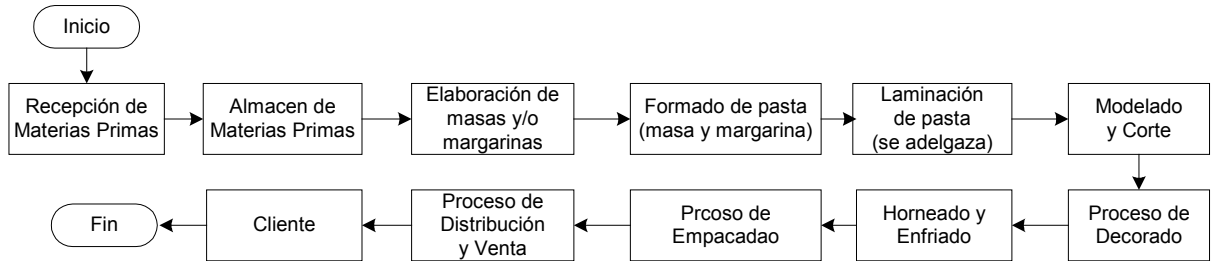 Inicio
Recepción de
Materias Primas
Almacen de
Materias Primas
Elaboración de
masas y/o
margarinas
Formado de pasta
(masa y margarina)
Laminación
de pasta
(se adelgaza)
Modelado
y Corte
Proceso de
Decorado
Horneado y
Enfriado
Prcoso de
Empacadao
Proceso de
Distribución
y Venta
Cliente
Fin